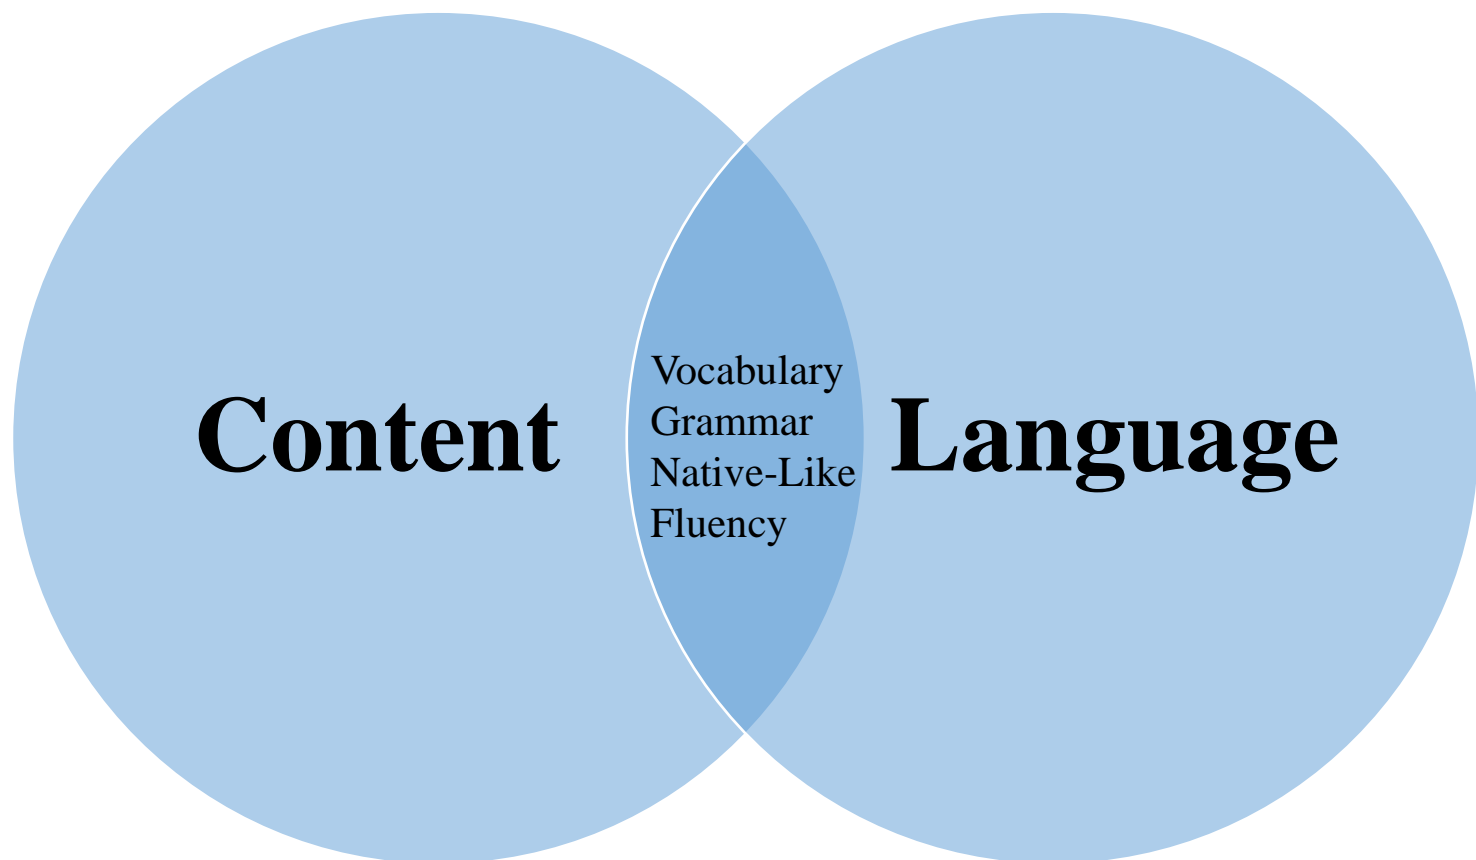 Content
Vocabulary
Grammar
Native-Like
Fluency
Language